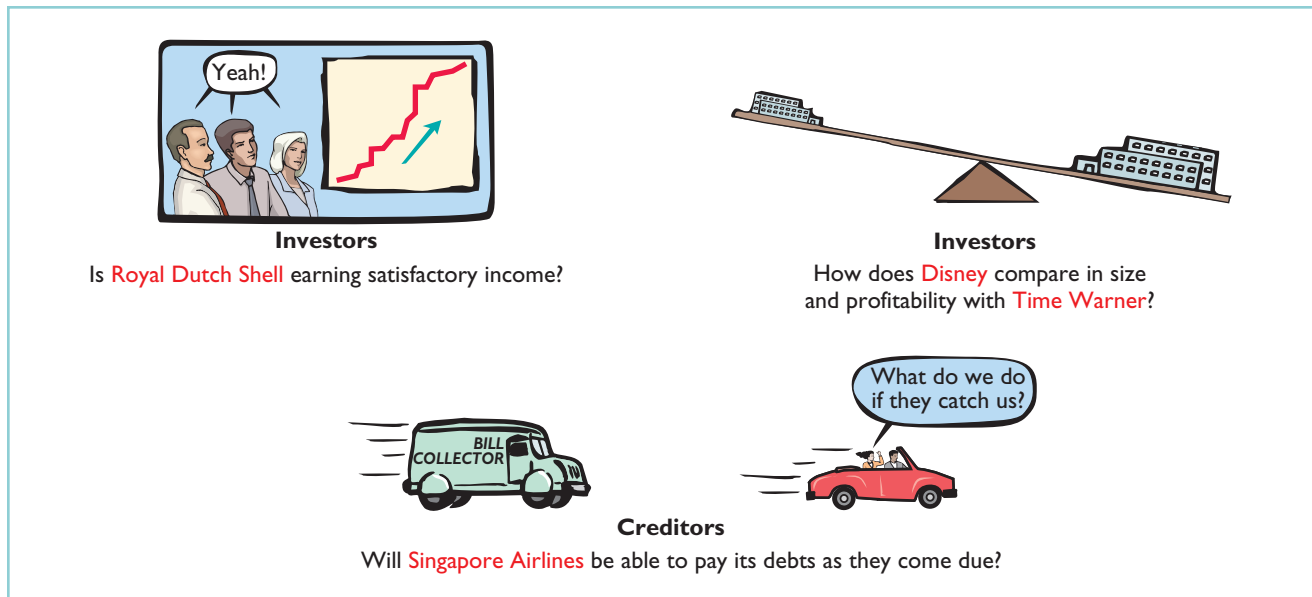 Yeah!
Investors
Is Royal Dutch Shell earning satisfactory income?
Investors
How does Disney compare in size
and profitability with Time Warner?
BILL
COLLECTOR
What do we do
if they catch us?
Creditors
Will Singapore Airlines be able to pay its debts as they come due?